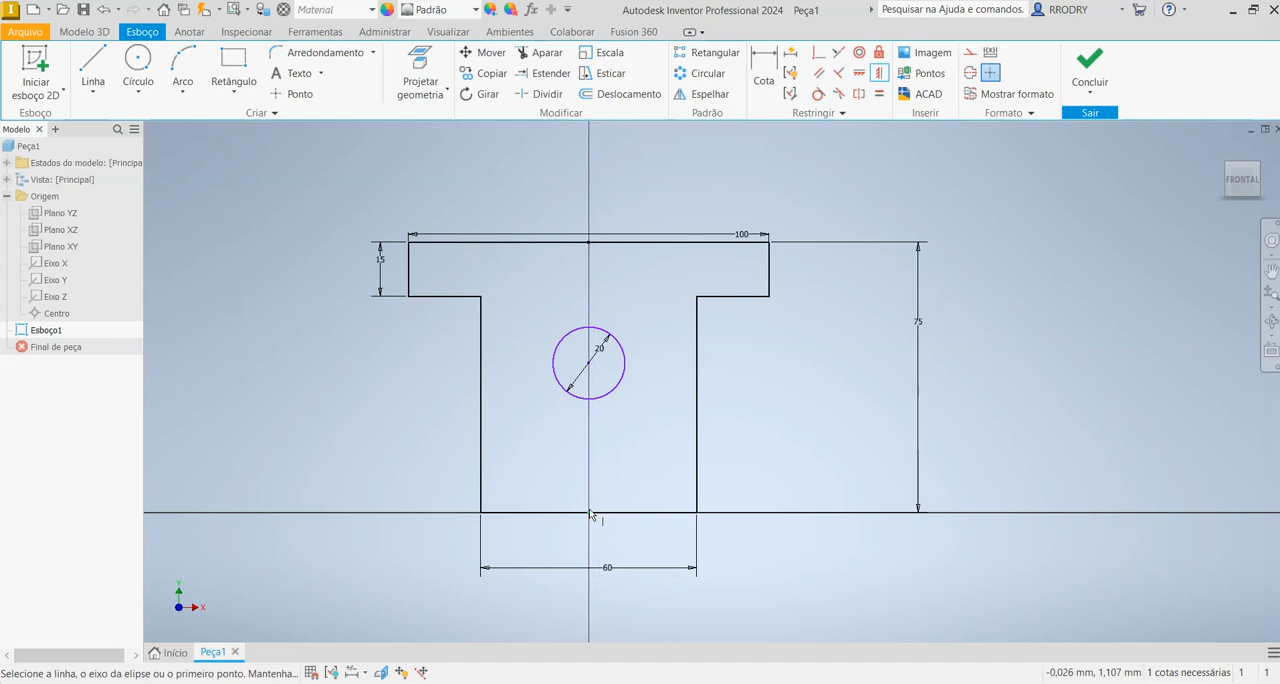 Material
Padrão
Autodesk Inventor Professional 2024 Peça1
Pesquisar na Ajuda e comandos.
RRODRY
Arquivo
Modelo 3D
Esboço
Anotar
Inspecionar
Ferramentas
Administrar
Visualizar
Ambientes
Colaborar
Fusion 360
Iniciar
esboço 2D
Linha
Círculo
Arco
Retângulo
Arredondamento
Texto
Ponto
Projetar
geometria
Mover
Copiar
Girar
Aparar
Estender
Dividir
Escala
Esticar
Deslocamento
Retangular
Circular
Espelhar
Cota
Imagem
Pontos
ACAD
Mostrar formato
Concluir
Esboço
Criar
Modificar
Padrão
Restringir
Inserir
Formato
Sair
Modelo
Peça1
Estados do modelo: [Principa
Vista: [Principal]
Origem
Plano YZ
Plano XZ
Plano XY
Eixo X
Eixo Y
Eixo Z
Centro
Esboço1
Final de peça
FRONTAL
100
15
20
75
60
Y
X
Início
Peça1
Selecione a linha, o eixo da elipse ou o primeiro ponto. Mantenha...
-0,026 mm, 1,107 mm
1 cotas necessárias
1
1